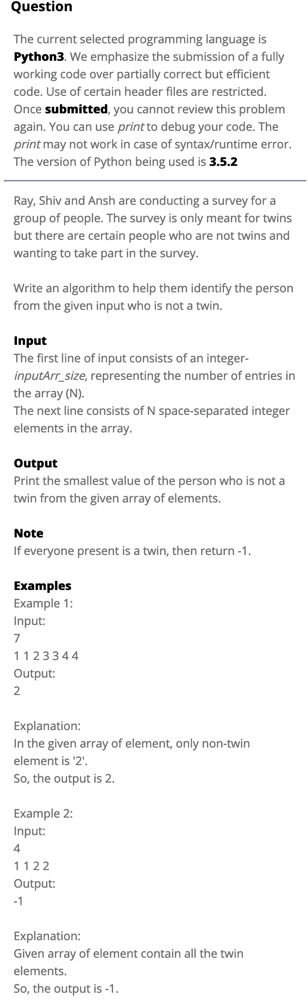 Question
The current selected programming language is
Python3. We emphasize the submission of a fully
working code over partially correct but efficient
code. Use of certain header files are restricted.
Once submitted, you cannot review this problem
again. You can use print to debug your code. The
print may not work in case of syntax/runtime error.
The version of Python being used is 3.5.2
Ray, Shiv and Ansh are conducting a survey for a
group of people. The survey is only meant for twins
but there are certain people who are not twins and
wanting to take part in the survey.
Write an algorithm to help them identify the person
from the given input who is not a twin.
Input
The first line of input consists of an integer-
inputArr_size, representing the number of entries in
the array (N).
The next line consists of N space-separated integer
elements in the array.
Output
Print the smallest value of the person who is not a
twin from the given array of elements.
Note
If everyone present is a twin, then return -1.
Examples
Example 1:
Input:
7
1 1 2 3 3 4 4
Output:
2
Explanation:
In the given array of element, only non-twin
element is '2'.
So, the output is 2.
Example 2:
Input:
4
1 1 2 2
Output:
-1
Explanation:
Given array of element contain all the twin
elements.
So, the output is -1.